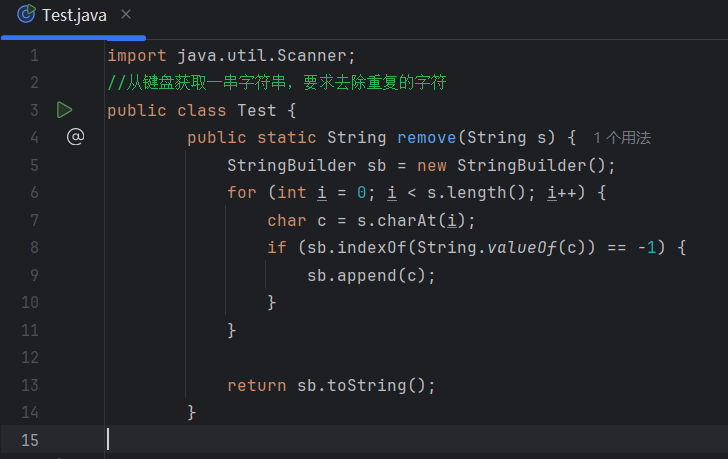 Test.java
1 import java.util.Scanner;
2 //从键盘获取一串字符串，要求去除重复的字符
3 public class Test {
4 @ public static String remove(String s) { 1 个用法
5 StringBuilder sb = new StringBuilder();
6 for (int i = 0; i < s.length(); i++) {
7 char c = s.charAt(i);
8 if (sb.indexOf(String.valueOf(c)) == -1) {
9 sb.append(c);
10 }
11 }
12
13 return sb.toString();
14 }
15